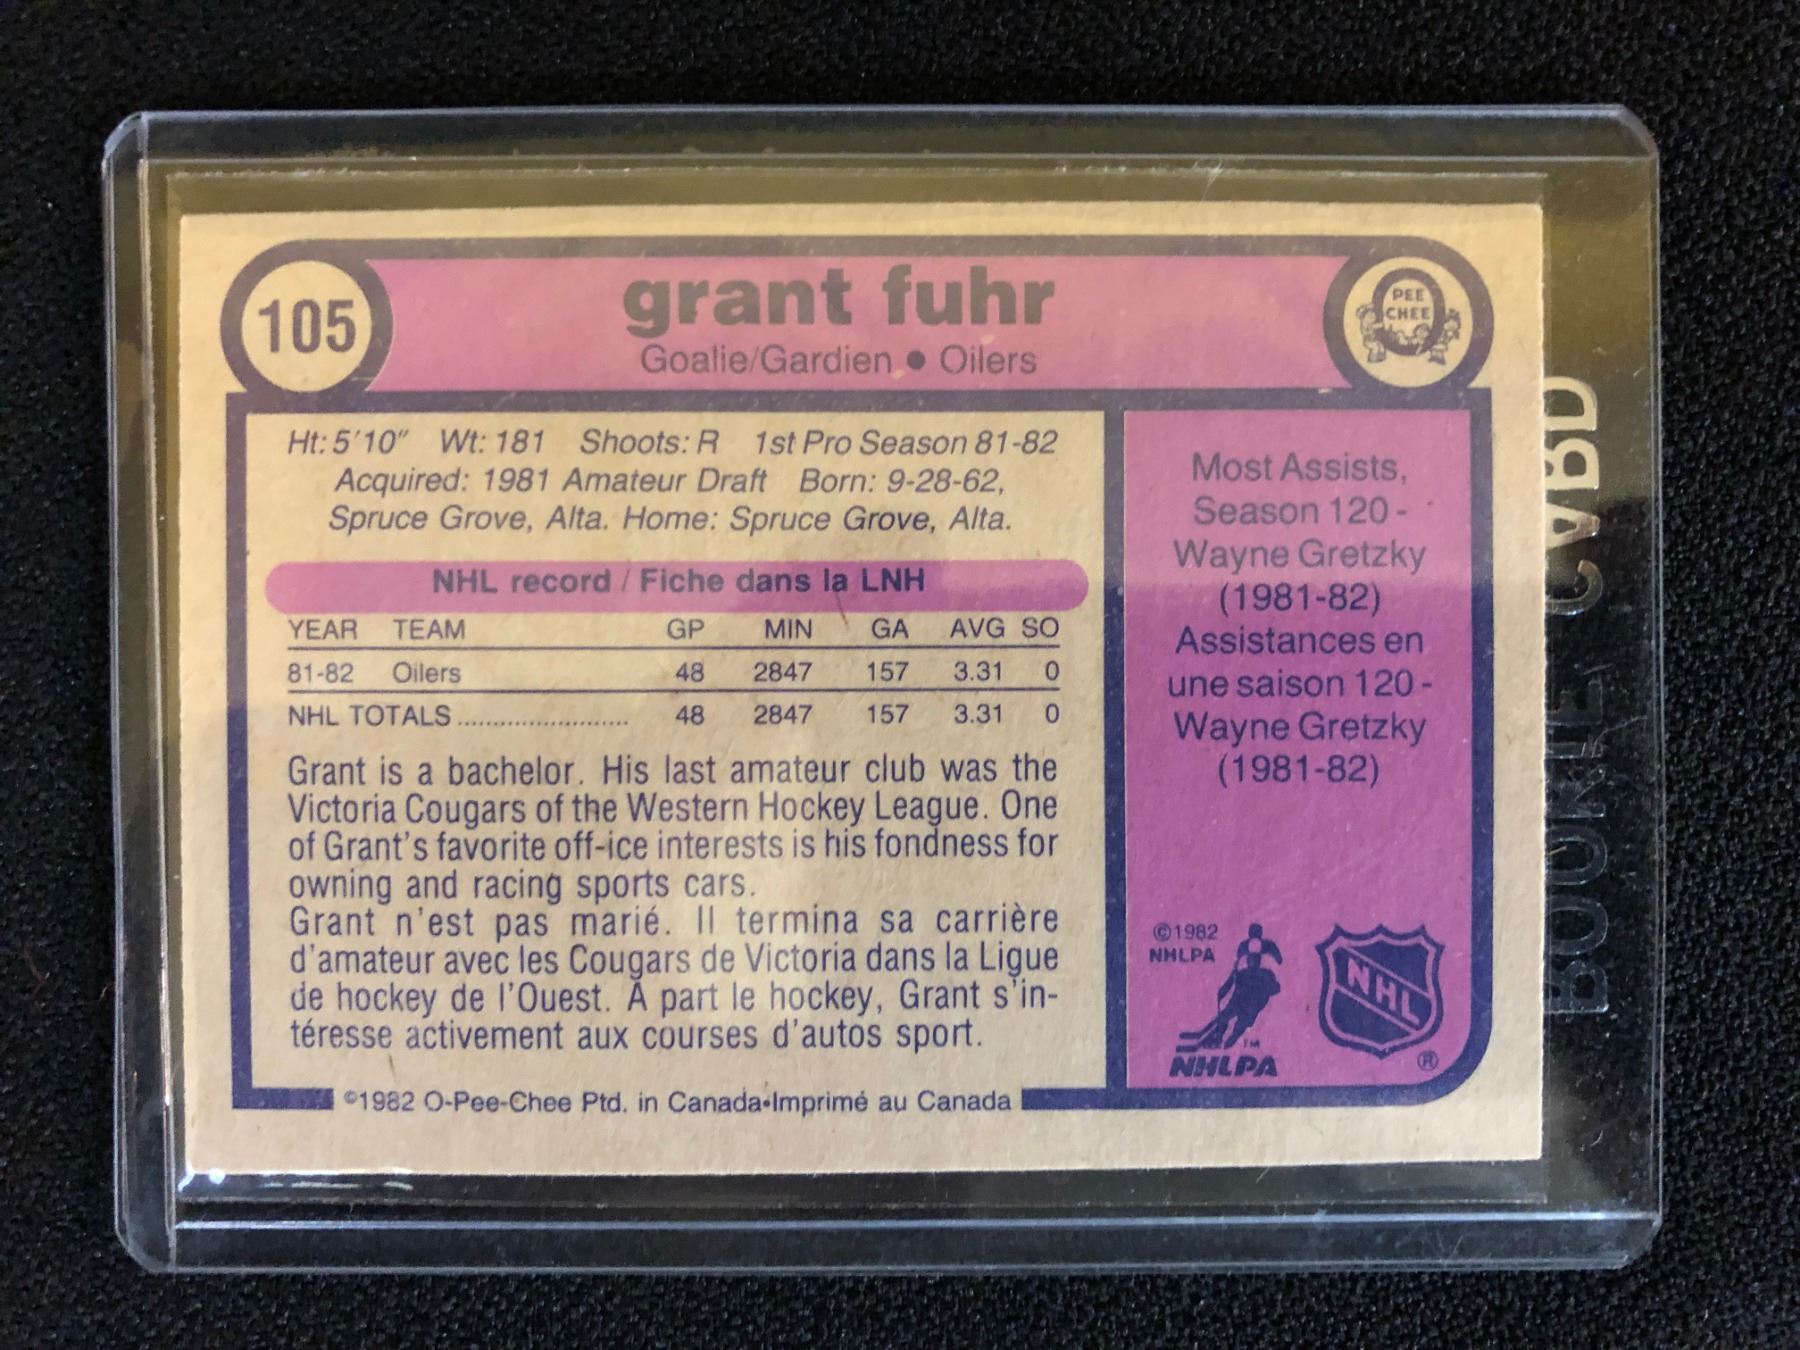 105
grant fuhr
Goalie/Gardien • Oilers
PEE
CHEE
Ht: 5'10" Wt: 181 Shoots: R 1st Pro Season 81-82
Acquired: 1981 Amateur Draft Born: 9-28-62,
Spruce Grove, Alta. Home: Spruce Grove, Alta.
NHL record / Fiche dans la LNH
YEAR TEAM GP MIN GA AVG SO
81-82 Oilers 48 2847 157 3.31 0
NHL TOTALS ........................ 48 2847 157 3.31 0
Grant is a bachelor. His last amateur club was the
Victoria Cougars of the Western Hockey League. One
of Grant's favorite off-ice interests is his fondness for
owning and racing sports cars.
Grant n'est pas marié. Il termina sa carrière
d'amateur avec les Cougars de Victoria dans la Ligue
de hockey de l'Ouest. A part le hockey, Grant s'in-
téresse activement aux courses d'autos sport.
©1982 O-Pee-Chee Ptd. in Canada•Imprimé au Canada
Most Assists,
Season 120 -
Wayne Gretzky
(1981-82)
Assistances en
une saison 120 -
Wayne Gretzky
(1981-82)
©1982
NHLPA
TM
NHLPA
NHL
®
ROOKIE CARD